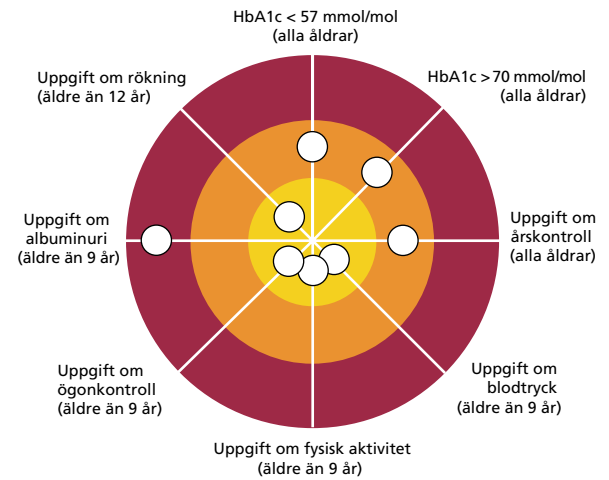 HbA1c < 57 mmol/mol
(alla åldrar)
HbA1c >70 mmol/mol
(alla åldrar)
Uppgift om
årskontroll
(alla åldrar)
Uppgift om
blodtryck
(äldre än 9 år)
Uppgift om fysisk aktivitet
(äldre än 9 år)
Uppgift om
ögonkontroll
(äldre än 9 år)
Uppgift om
albuminuri
(äldre än 9 år)
Uppgift om rökning
(äldre än 12 år)